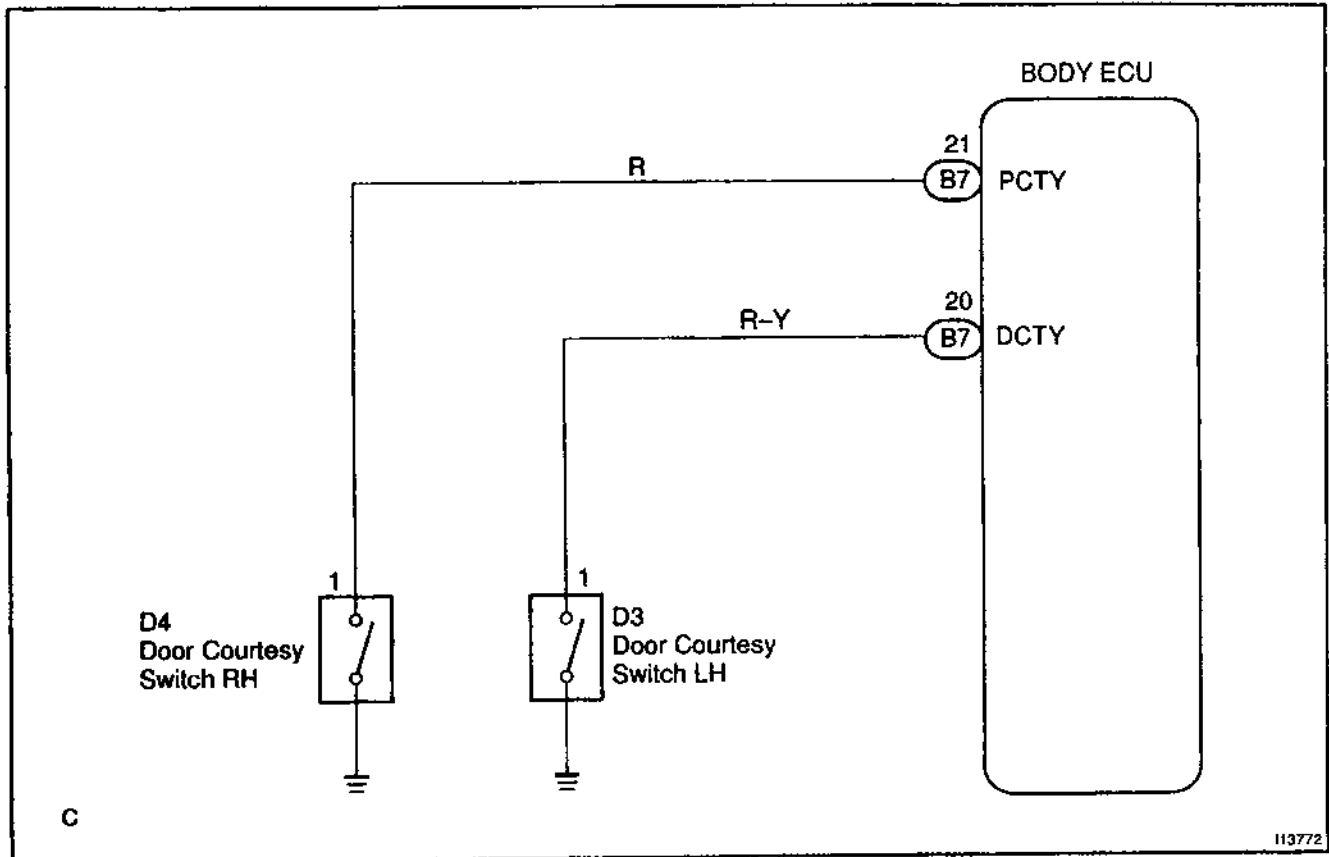 BODY ECU
21
R
B7
PCTY
20
R–Y
B7
DCTY
1
D4
Door Courtesy
Switch RH
1
D3
Door Courtesy
Switch LH
C
I13772